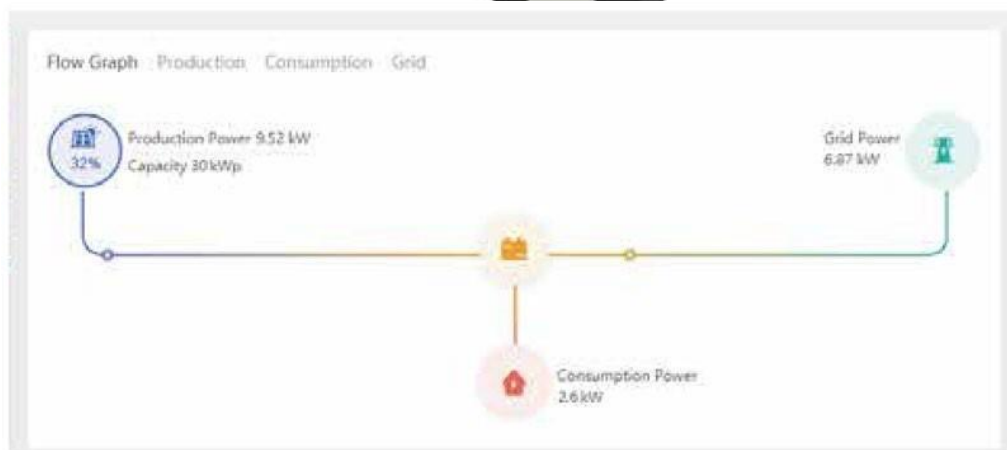 Flow Graph Production Consumption Grid
Production Power 9.52 kW
Capacity 30 kWp
32%
Grid Power
6.87 kW
Consumption Power
2.6 kW